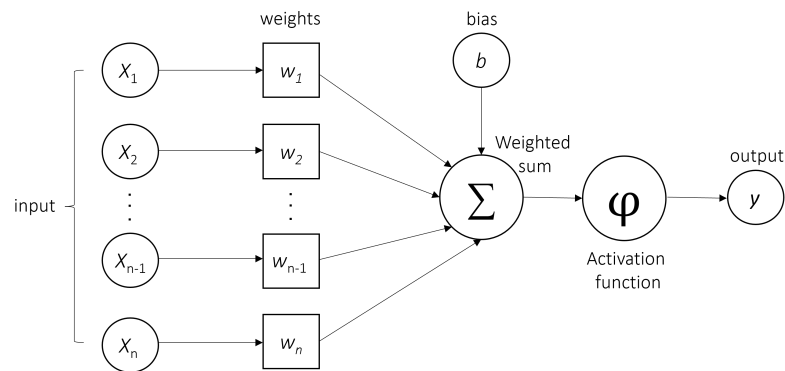 weights
bias
X1
w1
b
X2
w2
Weighted
sum
output
input
Σ
φ
y
Xn-1
wn-1
Activation
function
Xn
wn